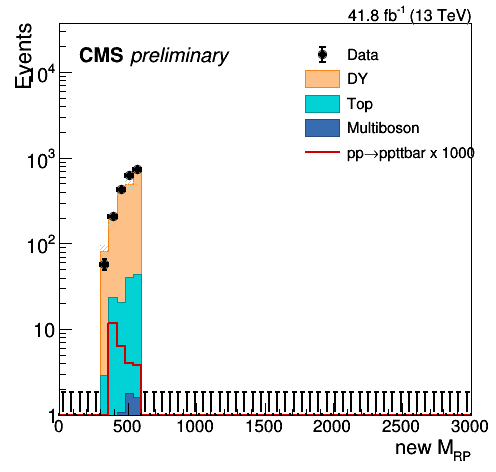 41.8 fb⁻¹ (13 TeV)
Events
CMS preliminary
Data
DY
Top
Multiboson
pp→ppttbar x 1000
10⁴
10³
10²
10
1
0 500 1000 1500 2000 2500 3000
new M_RP